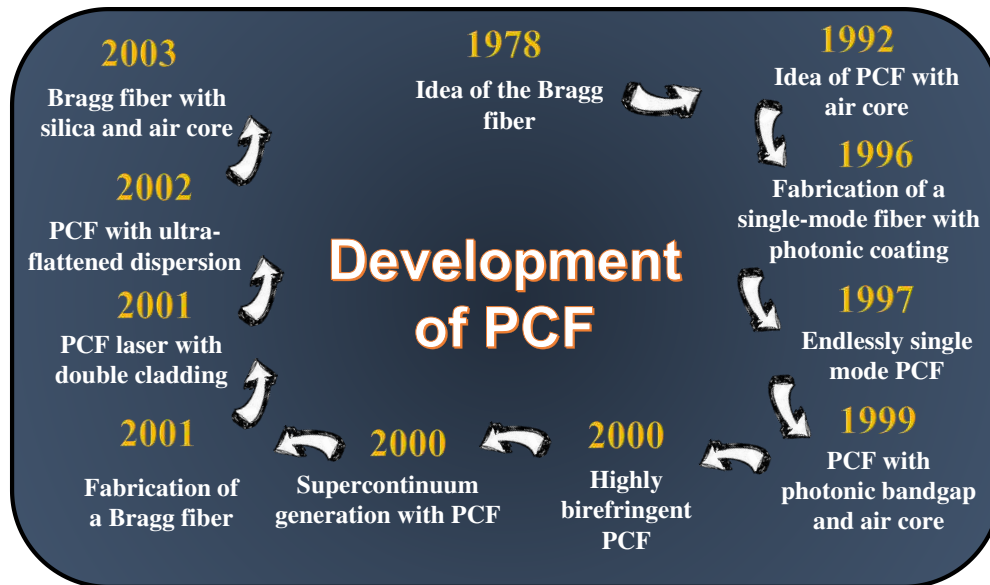 Development
of PCF
1978
Idea of the Bragg
fiber
1992
Idea of PCF with
air core
1996
Fabrication of a
single-mode fiber with
photonic coating
1997
Endlessly single
mode PCF
1999
PCF with
photonic bandgap
and air core
2000
Highly
birefringent
PCF
2000
Supercontinuum
generation with PCF
2001
Fabrication of
a Bragg fiber
2001
PCF laser with
double cladding
2002
PCF with ultra-
flattened dispersion
2003
Bragg fiber with
silica and air core